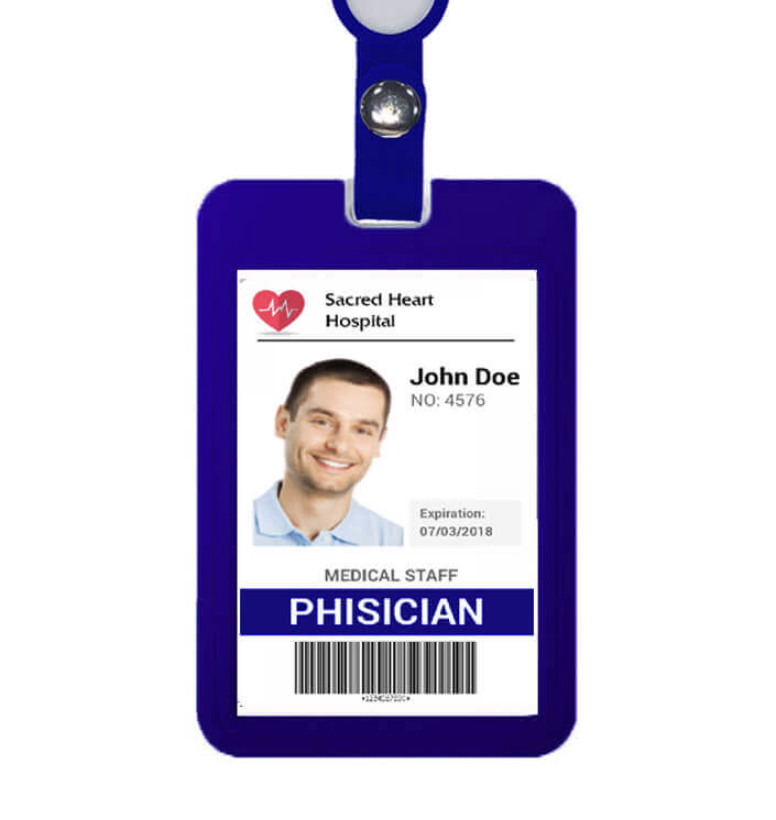 Sacred Heart
Hospital
John Doe
NO: 4576
Expiration:
07/03/2018
MEDICAL STAFF
PHISICIAN